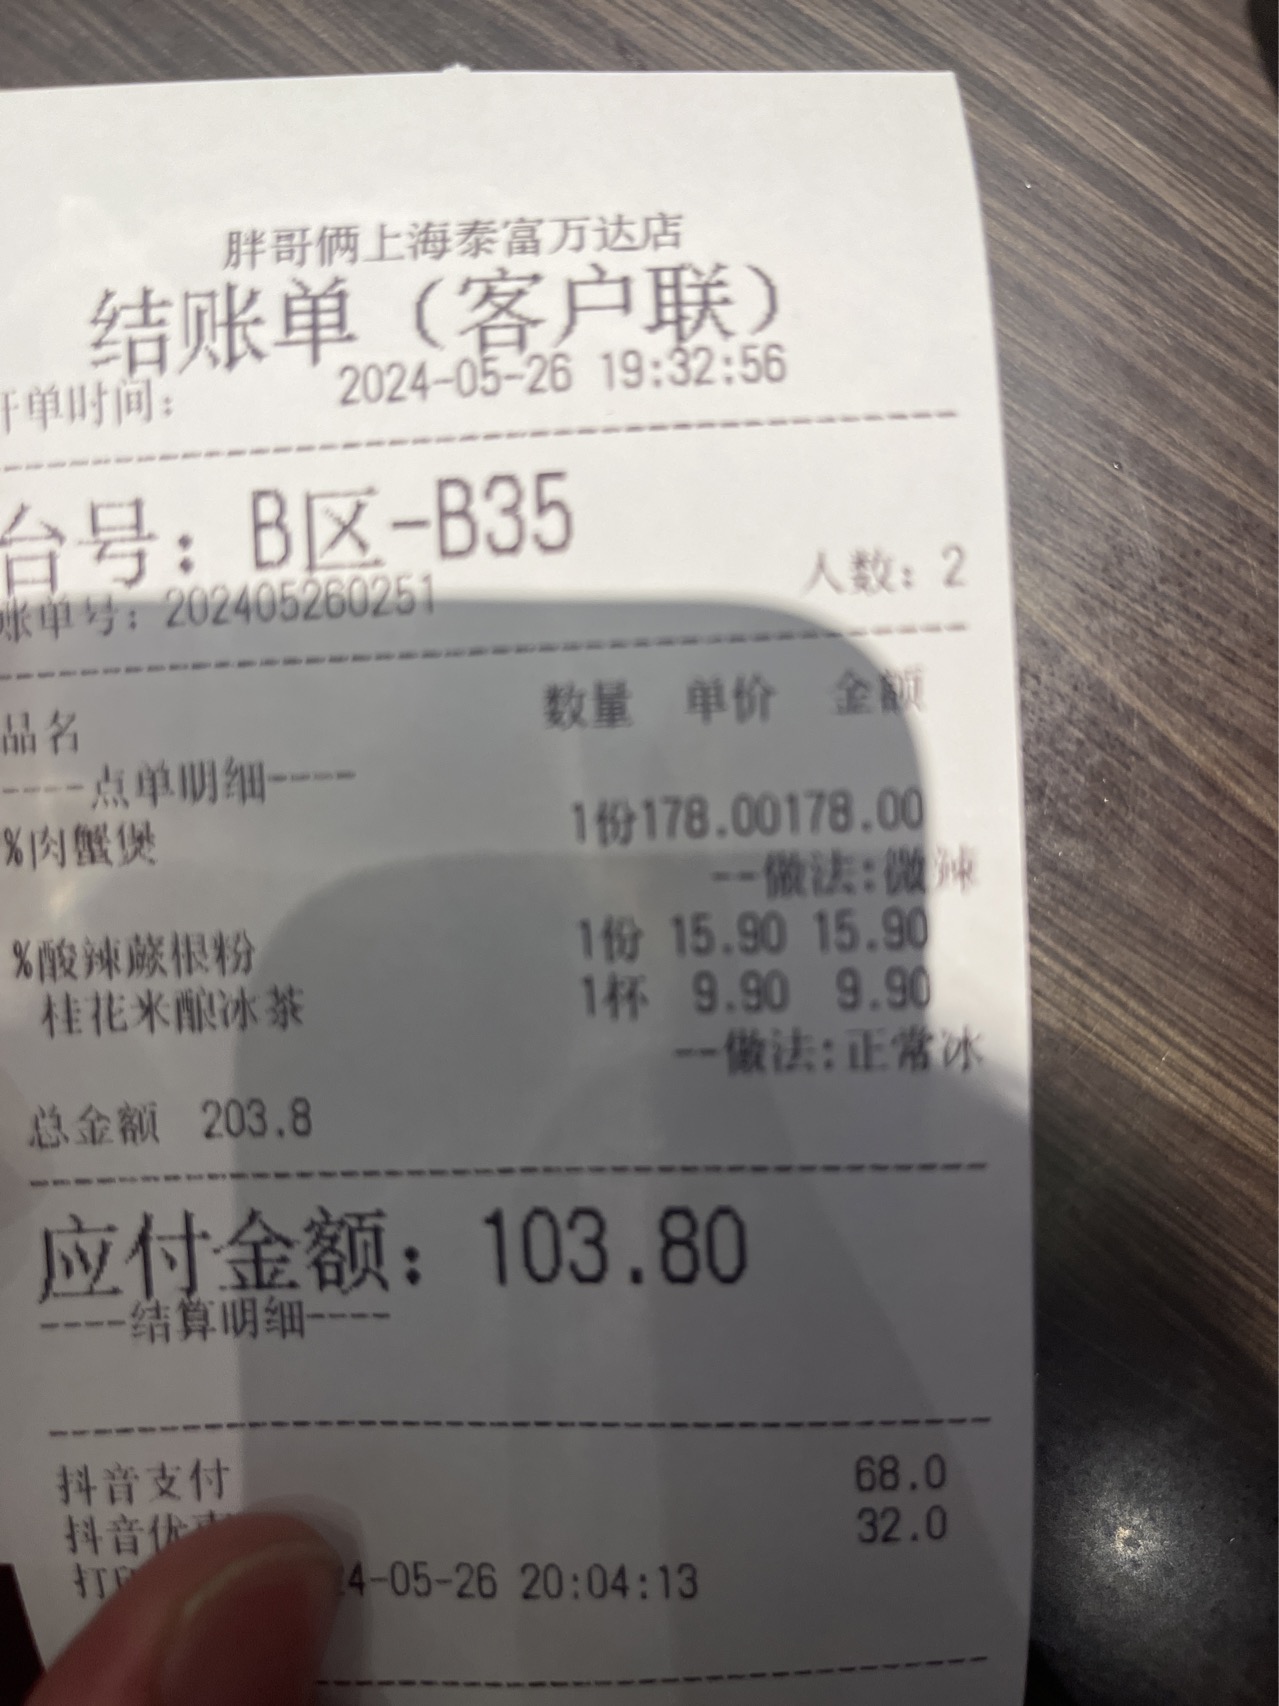 胖哥俩上海泰富万达店
结账单（客户联）
开单时间： 2024-05-26 19:32:56
台号：B区-B35
账单号：202405260251 人数：2
品名 数量 单价 金额
----点单明细----
%肉蟹煲 1份178.00178.00
--做法:微辣
%酸辣蕨根粉 1份 15.90 15.90
桂花米酿冰茶 1杯 9.90 9.90
--做法:正常冰
总金额 203.8
应付金额：103.80
----结算明细----
抖音支付 68.0
抖音优 32.0
打 4-05-26 20:04:13